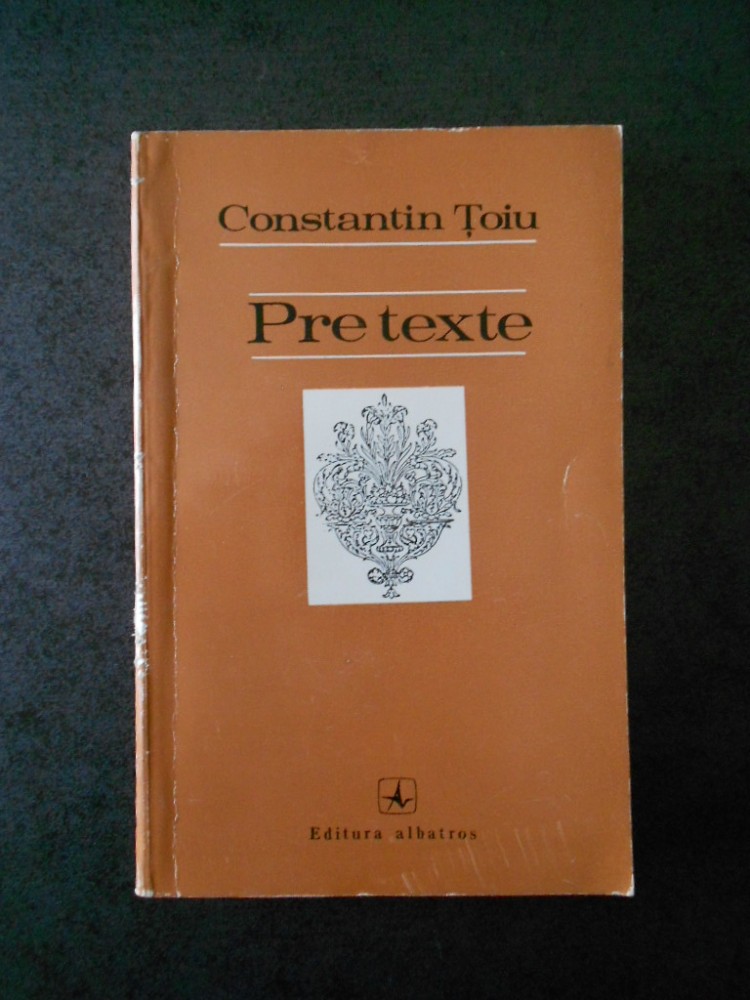 Constantin Țoiu
Pre texte
Editura albatros